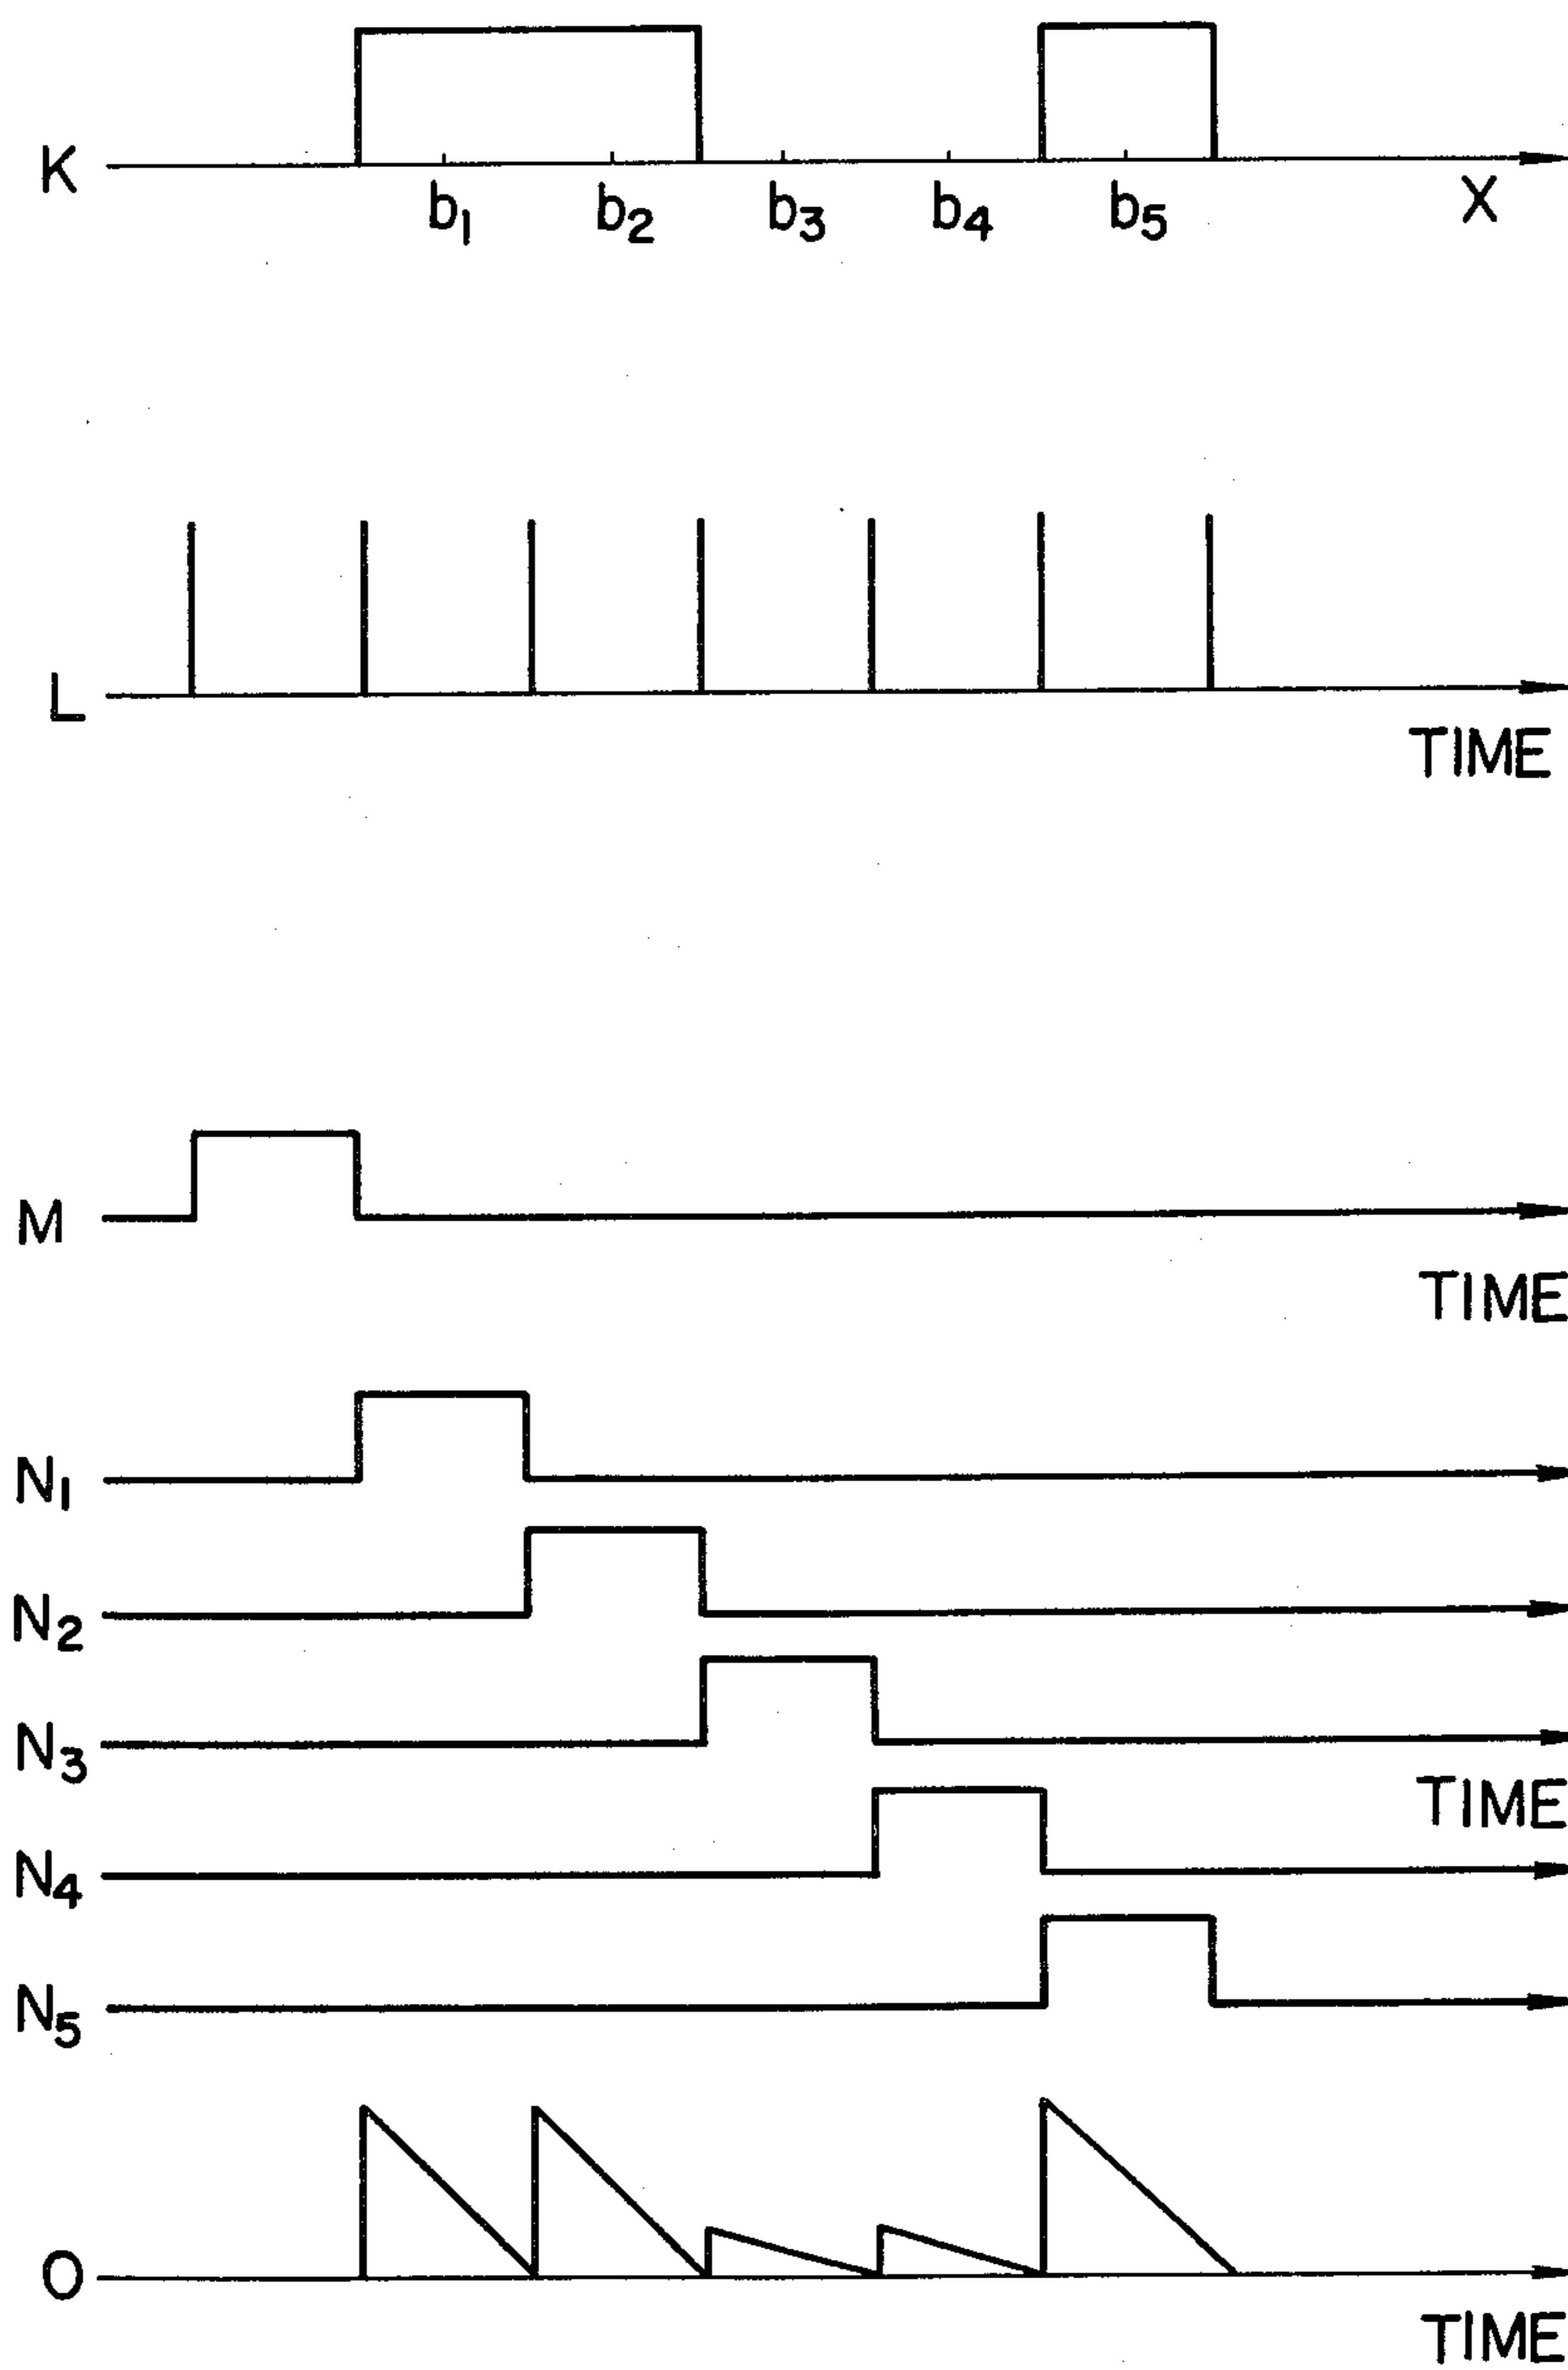 K
b₁ b₂ b₃ b₄ b₅ X
L
TIME
M
TIME
N₁
N₂
N₃
TIME
N₄
N₅
O
TIME